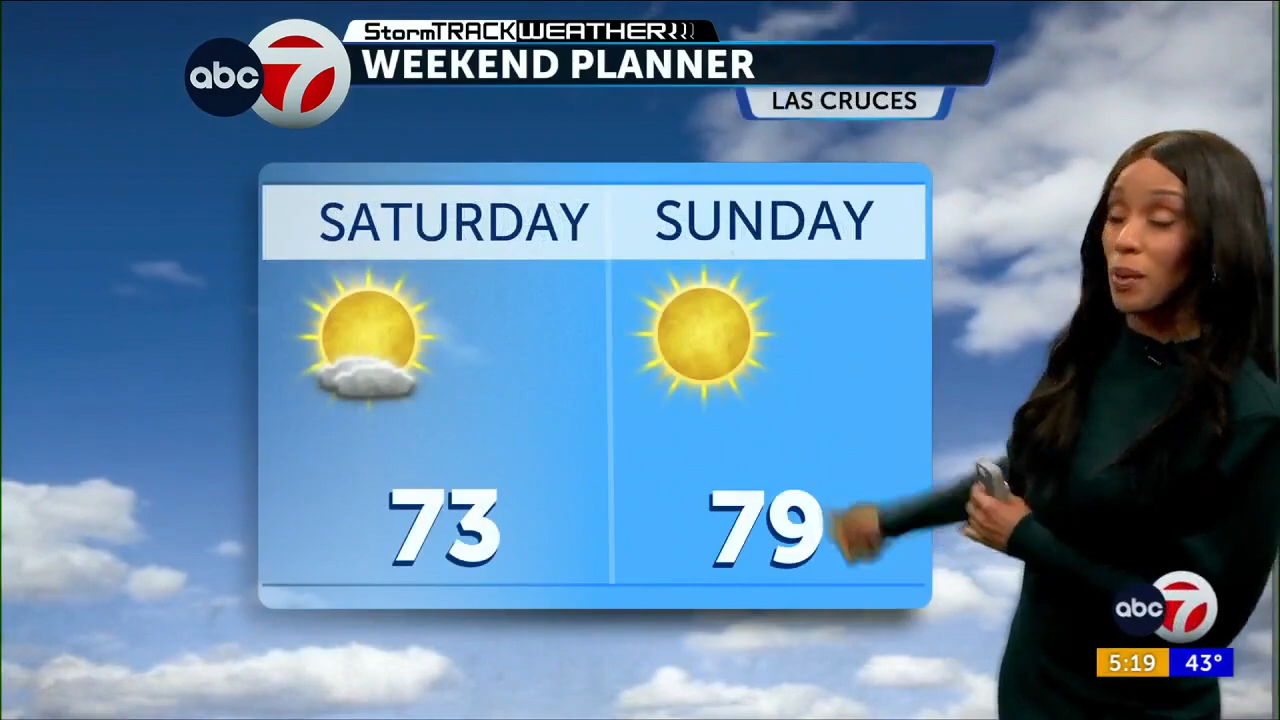 StormTRACKWEATHER
abc 7
WEEKEND PLANNER
LAS CRUCES
SATURDAY SUNDAY
73 79
abc 7
5:19 43°